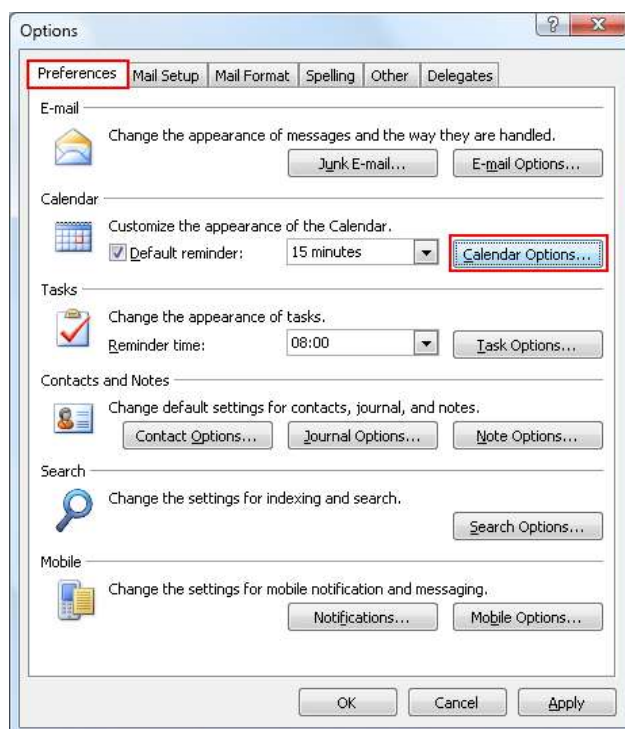 Options
Preferences Mail Setup Mail Format Spelling Other Delegates
E-mail
Change the appearance of messages and the way they are handled.
Junk E-mail... E-mail Options...
Calendar
Customize the appearance of the Calendar.
Default reminder: 15 minutes Calendar Options...
Tasks
Change the appearance of tasks.
Reminder time: 08:00 Task Options...
Contacts and Notes
Change default settings for contacts, journal, and notes.
Contact Options... Journal Options... Note Options...
Search
Change the settings for indexing and search.
Search Options...
Mobile
Change the settings for mobile notification and messaging.
Notifications... Mobile Options...
OK Cancel Apply